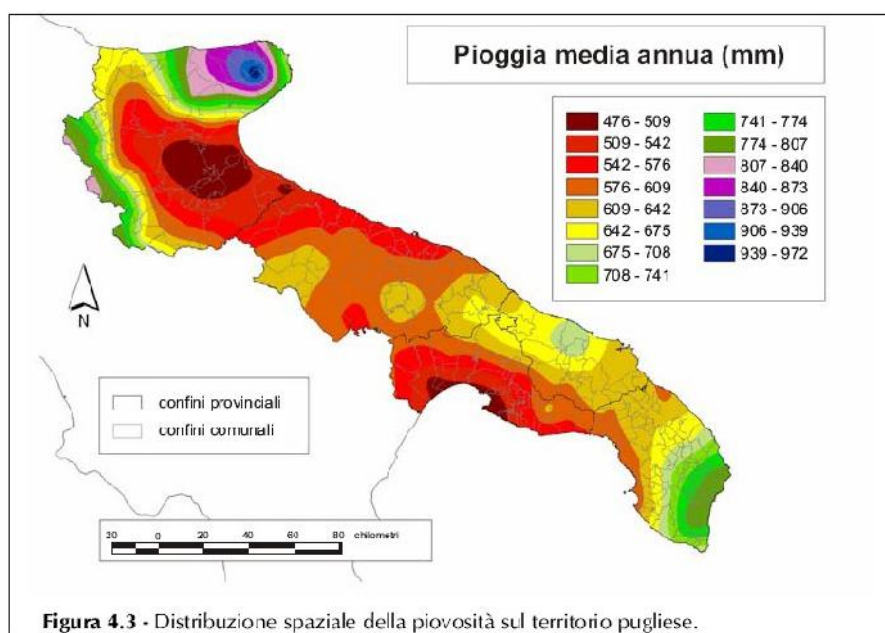 Pioggia media annua (mm)
476 - 509
509 - 542
542 - 576
576 - 609
609 - 642
642 - 675
675 - 708
708 - 741
741 - 774
774 - 807
807 - 840
840 - 873
873 - 906
906 - 939
939 - 972
N
confini provinciali
confini comunali
20 0 20 40 60 80 chilometri
Figura 4.3 - Distribuzione spaziale della piovosità sul territorio pugliese.